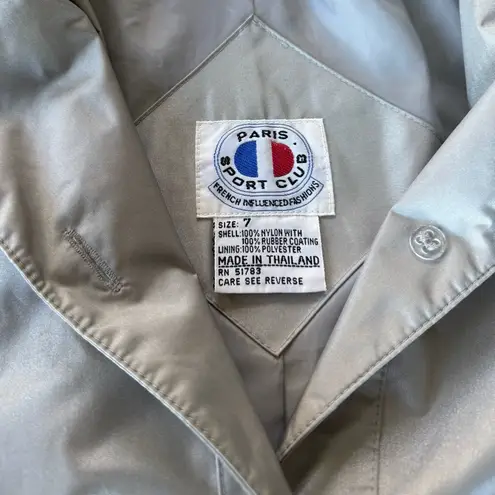 PARIS
SPORT CLUB
FRENCH INFLUENCED FASHIONS
SIZE: 7
SHELL:100% NYLON WITH
100% RUBBER COATING
LINING:100% POLYESTER
MADE IN THAILAND
RN 51783
CARE SEE REVERSE